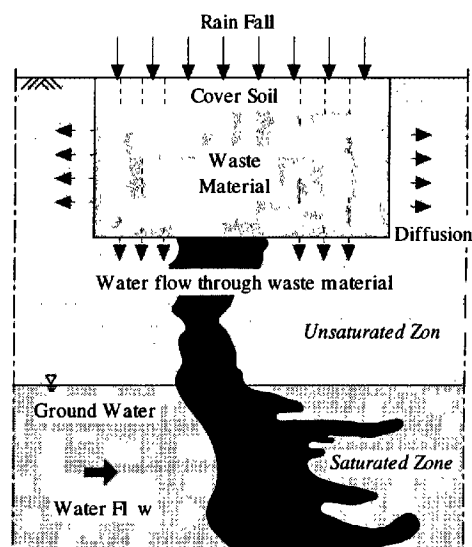 Rain Fall
Cover Soil
Waste
Material
Diffusion
Water flow through waste material
Unsaturated Zon
Ground Water
Saturated Zone
Water Fl w